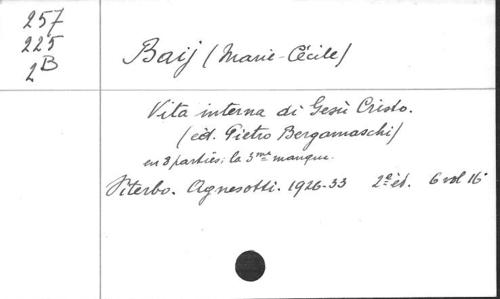 257
225
2B
Baij (Marie-Cécile)
Vita interna di Gesù Cristo.
(éd. Pietro Bergamaschi)
en 3 parties; la 3me manque.
Viterbo. Agnesotti. 1926-33 2e éd. 6 vol 16°